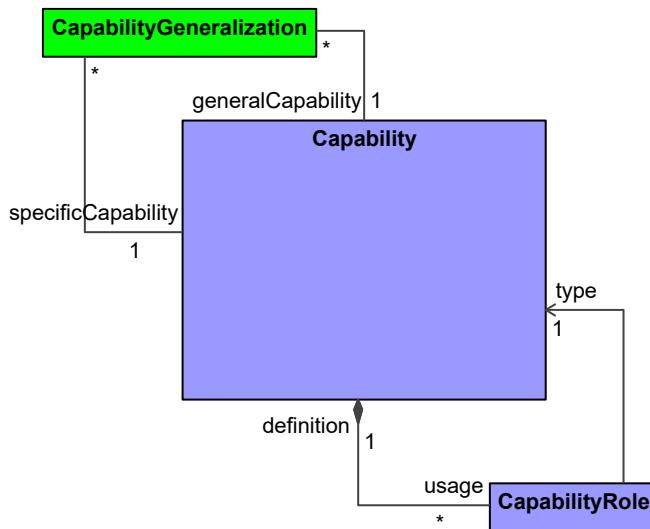 CapabilityGeneralization
*
*
generalCapability
1
Capability
specificCapability
1
type
1
definition
1
usage
*
CapabilityRole